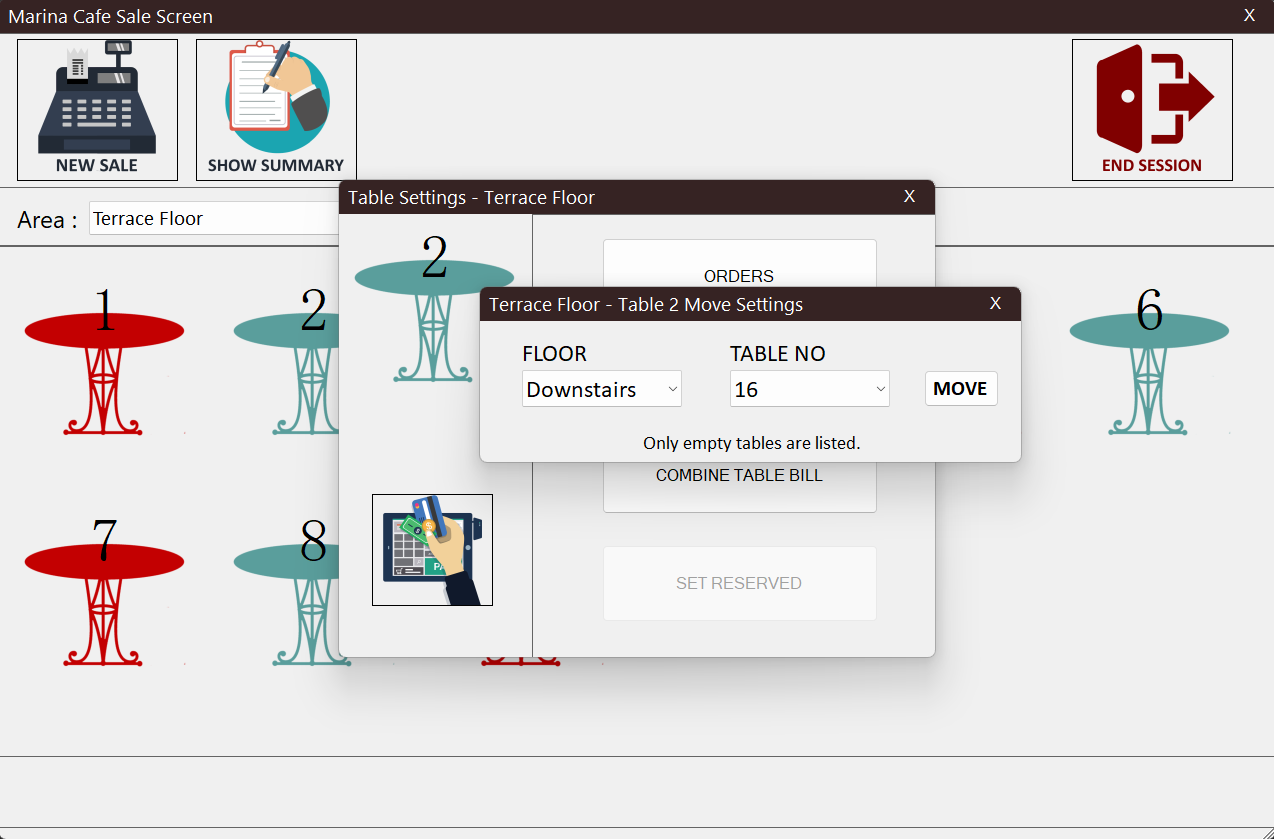 Marina Cafe Sale Screen
X
NEW SALE
SHOW SUMMARY
END SESSION
Area :
Terrace Floor
Table Settings - Terrace Floor
X
2
ORDERS
Terrace Floor - Table 2 Move Settings
X
FLOOR
TABLE NO
Downstairs
16
MOVE
Only empty tables are listed.
COMBINE TABLE BILL
SET RESERVED
1
2
6
7
8